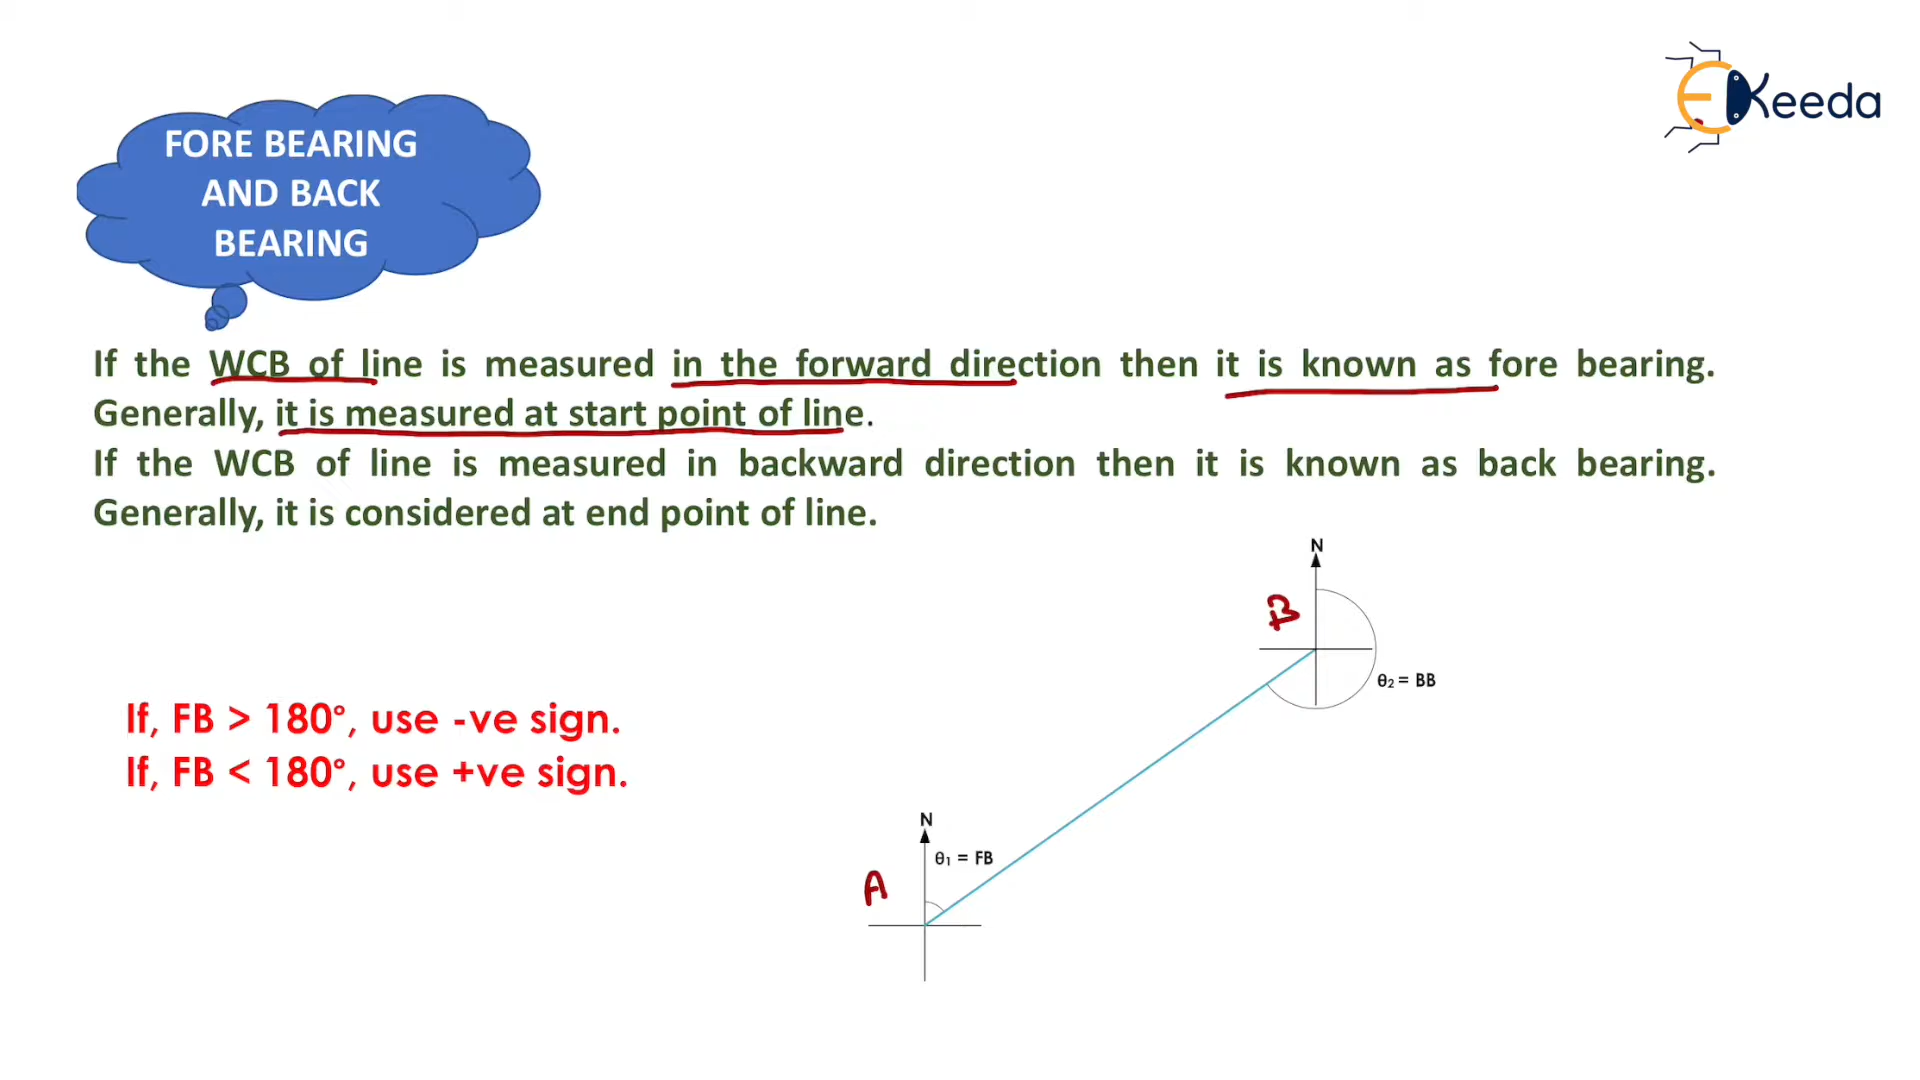 Keeda
FORE BEARING
AND BACK
BEARING
If the WCB of line is measured in the forward direction then it is known as fore bearing.
Generally, it is measured at start point of line.
If the WCB of line is measured in backward direction then it is known as back bearing.
Generally, it is considered at end point of line.
N
B
θ₂ = BB
If, FB > 180°, use -ve sign.
If, FB < 180°, use +ve sign.
N
θ₁ = FB
A